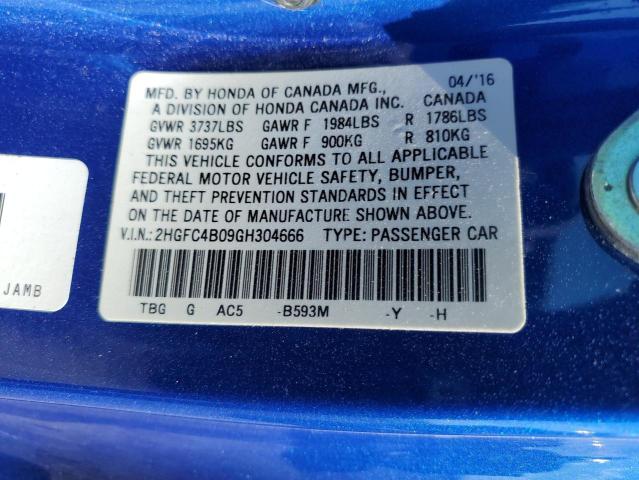 MFD. BY HONDA OF CANADA MFG., 04/'16
A DIVISION OF HONDA CANADA INC. CANADA
GVWR 3737LBS GAWR F 1984LBS R 1786LBS
GVWR 1695KG GAWR F 900KG R 810KG
THIS VEHICLE CONFORMS TO ALL APPLICABLE
FEDERAL MOTOR VEHICLE SAFETY, BUMPER,
AND THEFT PREVENTION STANDARDS IN EFFECT
ON THE DATE OF MANUFACTURE SHOWN ABOVE.
V.I.N.: 2HGFC4B09GH304666 TYPE: PASSENGER CAR
TBG G AC5 -B593M -Y -H
JAMB